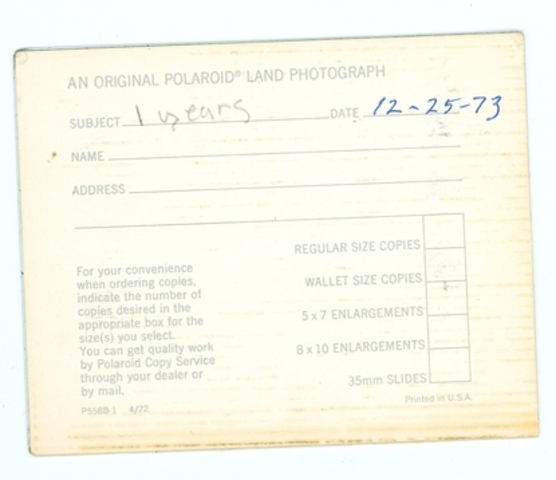 AN ORIGINAL POLAROID® LAND PHOTOGRAPH
SUBJECT 1 years DATE 12-25-73
NAME
ADDRESS
REGULAR SIZE COPIES
WALLET SIZE COPIES
5 x 7 ENLARGEMENTS
8 x 10 ENLARGEMENTS
35mm SLIDES
For your convenience
when ordering copies,
indicate the number of
copies desired in the
appropriate box for the
size(s) you select.
You can get quality work
by Polaroid Copy Service
through your dealer or
by mail.
P5589-1 4/72
Printed in U.S.A.